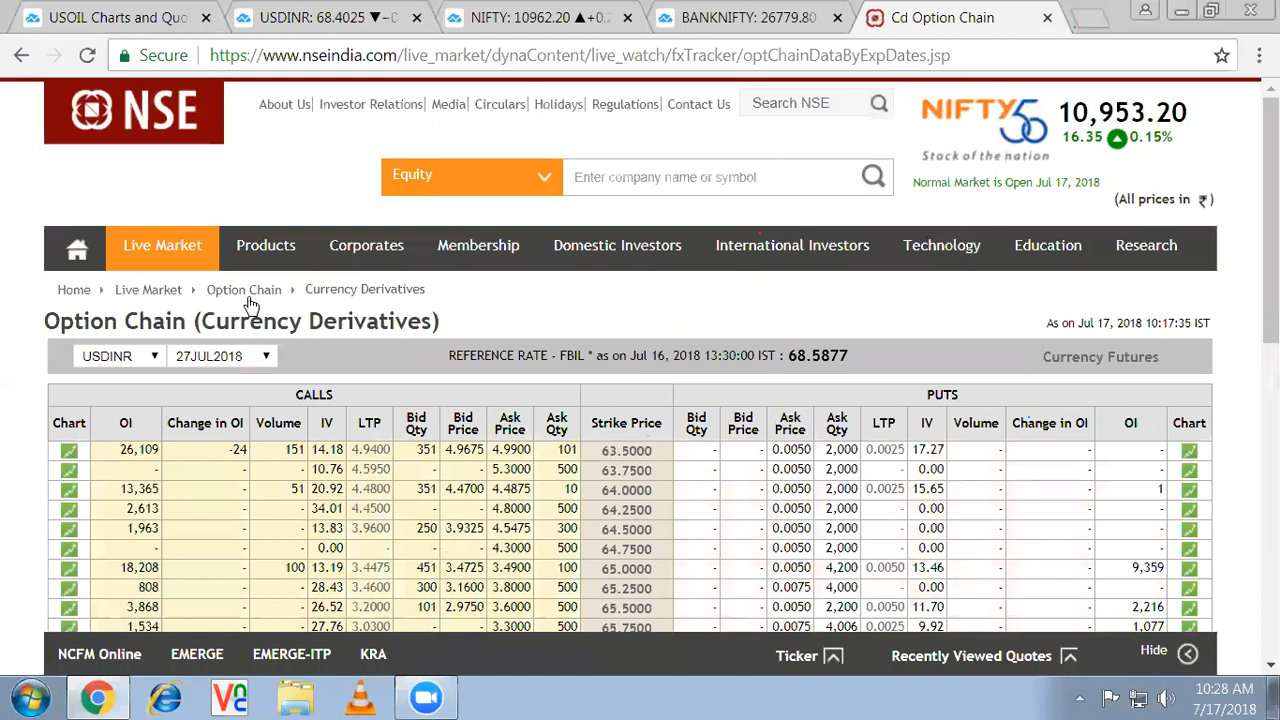 USOIL Charts and Quo
USDINR: 68.4025 ▼−0
NIFTY: 10962.20 ▲+0.
BANKNIFTY: 26779.80
Cd Option Chain
Secure
https://www.nseindia.com/live_market/dynaContent/live_watch/fxTracker/optChainDataByExpDates.jsp
NSE
About Us| Investor Relations| Media| Circulars| Holidays| Regulations| Contact Us
Search NSE
NIFTY 50
Stock of the nation
10,953.20
16.35 0.15%
Equity
Enter company name or symbol
Normal Market is Open Jul 17, 2018
(All prices in ₹)
Live Market Products Corporates Membership Domestic Investors International Investors Technology Education Research
Home Live Market Option Chain Currency Derivatives
Option Chain (Currency Derivatives)
As on Jul 17, 2018 10:17:35 IST
USDINR 27JUL2018 REFERENCE RATE - FBIL * as on Jul 16, 2018 13:30:00 IST : 68.5877 Currency Futures
CALLS PUTS
Chart OI Change in OI Volume IV LTP Bid Qty Bid Price Ask Price Ask Qty Strike Price Bid Qty Bid Price Ask Price Ask Qty LTP IV Volume Change in OI OI Chart
26,109 -24 151 14.18 4.9400 351 4.9675 4.9900 101 63.5000 - - 0.0050 2,000 0.0025 17.27 - - -
- - - 10.76 4.5950 - - 5.3000 500 63.7500 - - 0.0050 2,000 - 0.00 - - -
13,365 - 51 20.92 4.4800 351 4.4700 4.4875 10 64.0000 - - 0.0050 2,000 0.0025 15.65 - - 1
2,613 - - 34.01 4.4500 - - 4.8000 500 64.2500 - - 0.0050 2,000 - 0.00 - - -
1,963 - - 13.83 3.9600 250 3.9325 4.5475 300 64.5000 - - 0.0050 2,000 - 0.00 - - -
- - - 0.00 - - - 4.3000 500 64.7500 - - 0.0050 2,000 - 0.00 - - -
18,208 - 100 13.19 3.4475 451 3.4725 3.4900 100 65.0000 - - 0.0050 4,200 0.0050 13.46 - - 9,359
808 - - 28.43 3.4600 300 3.1600 3.8000 500 65.2500 - - 0.0075 4,000 - 0.00 - - -
3,868 - - 26.52 3.2000 101 2.9750 3.6000 500 65.5000 - - 0.0050 2,200 0.0050 11.70 - - 2,216
1,534 - - 27.76 3.0300 - - 3.3000 500 65.7500 - - 0.0075 4,006 0.0025 9.92 - - 1,077
NCFM Online EMERGE EMERGE-ITP KRA Ticker Recently Viewed Quotes Hide
10:28 AM
7/17/2018